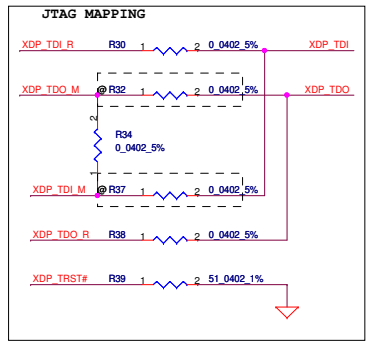 JTAG MAPPING
XDP_TDI_R R30 1 2 0_0402_5% XDP_TDI
XDP_TDO_M @ R32 1 2 0_0402_5% XDP_TDO
2
R34
0_0402_5%
1
XDP_TDI_M @ R37 1 2 0_0402_5%
XDP_TDO_R R38 1 2 0_0402_5%
XDP_TRST# R39 1 2 51_0402_1%